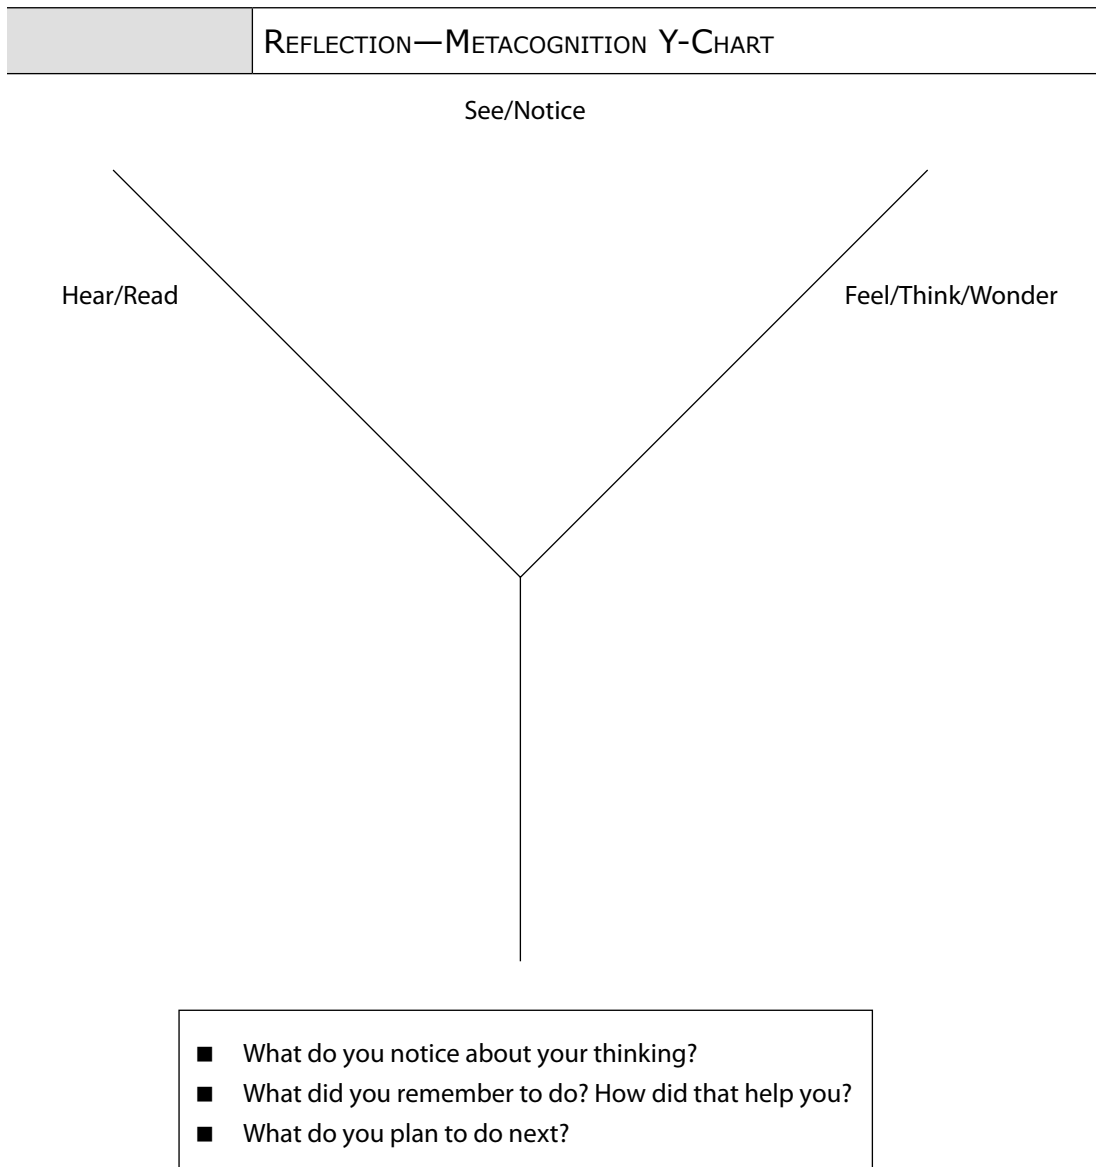 Reflection—Metacognition Y-Chart
See/Notice
Hear/Read
Feel/Think/Wonder
■ What do you notice about your thinking?
■ What did you remember to do? How did that help you?
■ What do you plan to do next?